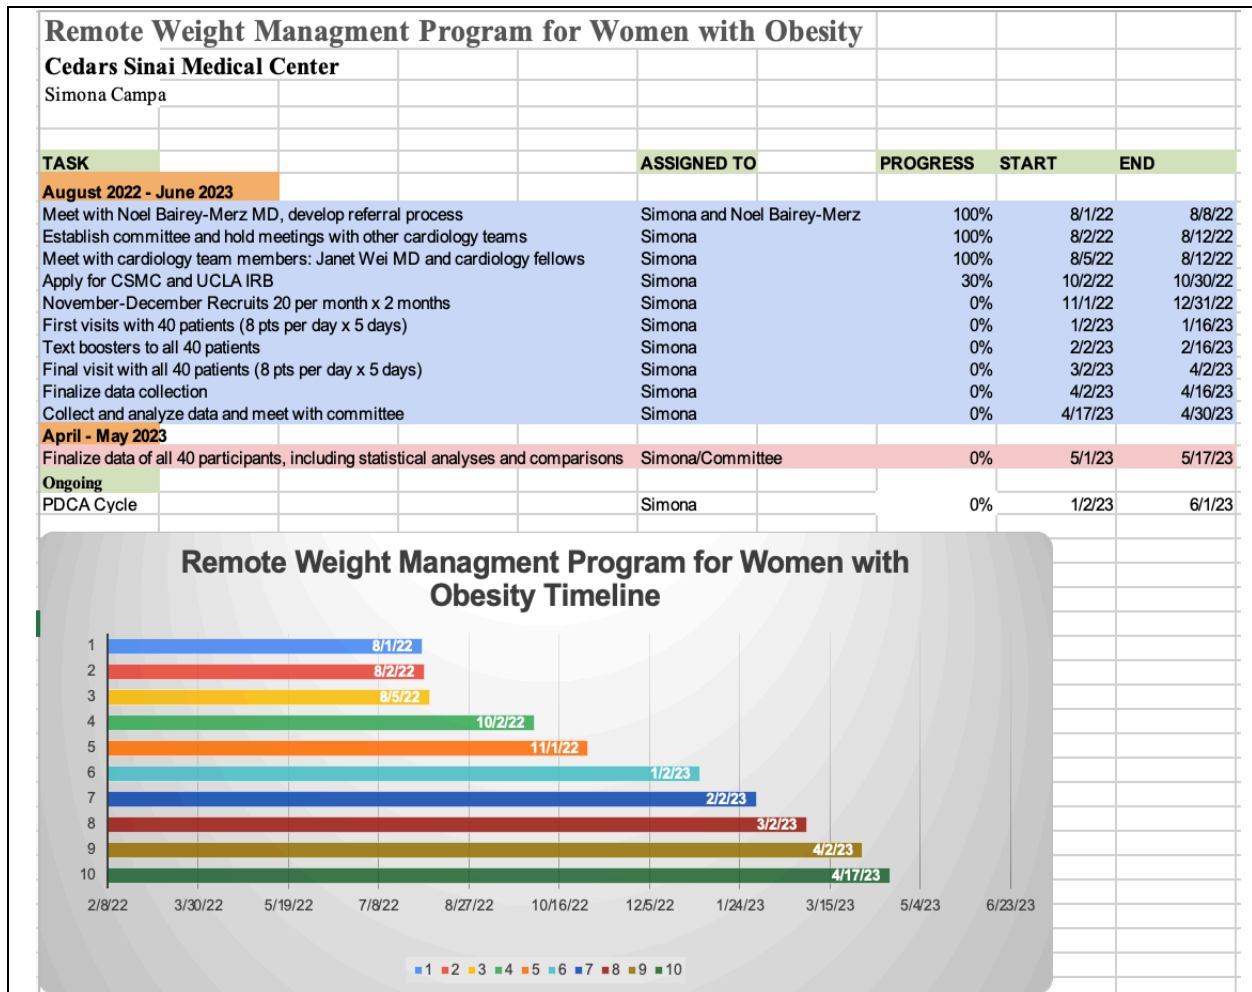 Remote Weight Managment Program for Women with Obesity
Cedars Sinai Medical Center
Simona Campa
TASK ASSIGNED TO PROGRESS START END
August 2022 - June 2023
Meet with Noel Bairey-Merz MD, develop referral process Simona and Noel Bairey-Merz 100% 8/1/22 8/8/22
Establish committee and hold meetings with other cardiology teams Simona 100% 8/2/22 8/12/22
Meet with cardiology team members: Janet Wei MD and cardiology fellows Simona 100% 8/5/22 8/12/22
Apply for CSMC and UCLA IRB Simona 30% 10/2/22 10/30/22
November-December Recruits 20 per month x 2 months Simona 0% 11/1/22 12/31/22
First visits with 40 patients (8 pts per day x 5 days) Simona 0% 1/2/23 1/16/23
Text boosters to all 40 patients Simona 0% 2/2/23 2/16/23
Final visit with all 40 patients (8 pts per day x 5 days) Simona 0% 3/2/23 4/2/23
Finalize data collection Simona 0% 4/2/23 4/16/23
Collect and analyze data and meet with committee Simona 0% 4/17/23 4/30/23
April - May 2023
Finalize data of all 40 participants, including statistical analyses and comparisons Simona/Committee 0% 5/1/23 5/17/23
Ongoing
PDCA Cycle Simona 0% 1/2/23 6/1/23
Remote Weight Managment Program for Women with
Obesity Timeline
1 8/1/22
2 8/2/22
3 8/5/22
4 10/2/22
5 11/1/22
6 1/2/23
7 2/2/23
8 3/2/23
9 4/2/23
10 4/17/23
2/8/22 3/30/22 5/19/22 7/8/22 8/27/22 10/16/22 12/5/22 1/24/23 3/15/23 5/4/23 6/23/23
1 2 3 4 5 6 7 8 9 10